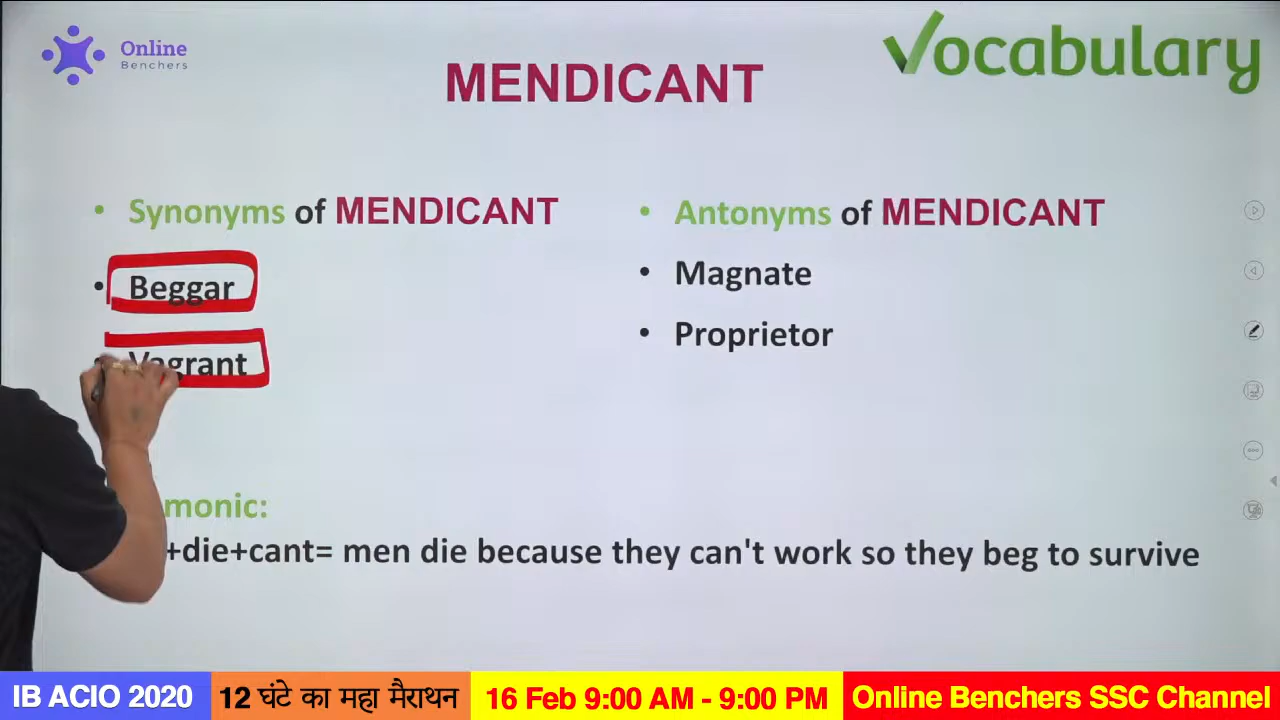 Online
Benchers
Vocabulary
MENDICANT
• Synonyms of MENDICANT
• Beggar
• Vagrant
• Antonyms of MENDICANT
• Magnate
• Proprietor
monic:
+die+cant= men die because they can't work so they beg to survive
IB ACIO 2020
12 घंटे का महा मैराथन
16 Feb 9:00 AM - 9:00 PM
Online Benchers SSC Channel